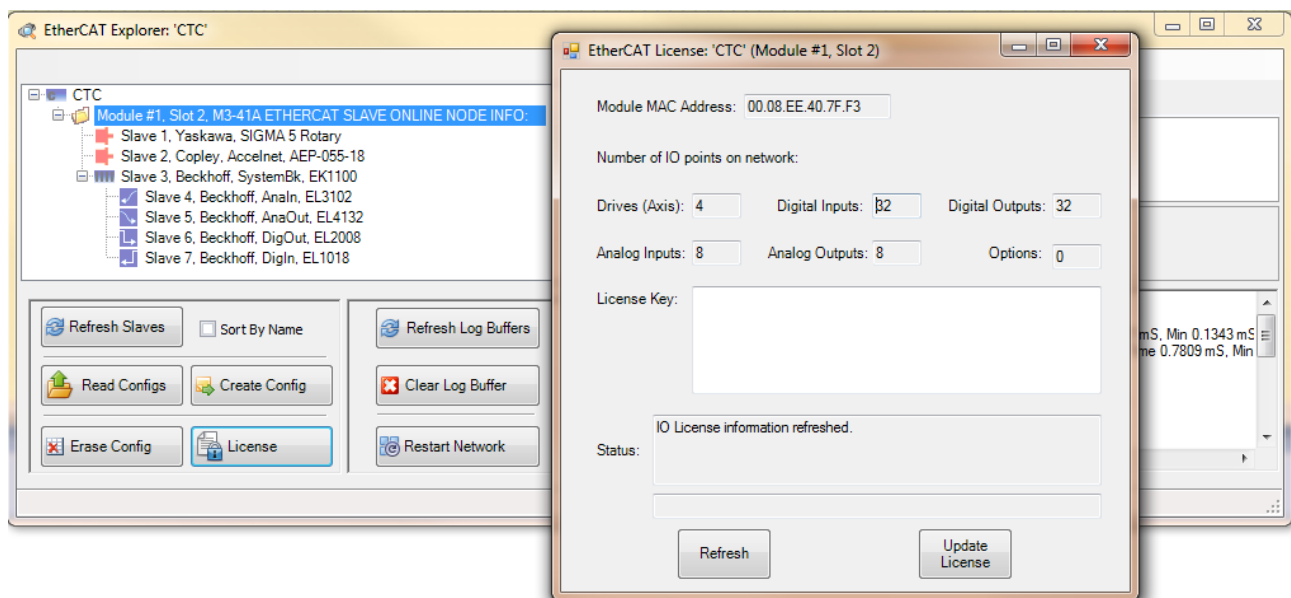 EtherCAT Explorer: 'CTC'
CTC
Module #1, Slot 2, M3-41A ETHERCAT SLAVE ONLINE NODE INFO:
Slave 1, Yaskawa, SIGMA 5 Rotary
Slave 2, Copley, Accelnet, AEP-055-18
Slave 3, Beckhoff, SystemBk, EK1100
Slave 4, Beckhoff, AnaIn, EL3102
Slave 5, Beckhoff, AnaOut, EL4132
Slave 6, Beckhoff, DigOut, EL2008
Slave 7, Beckhoff, DigIn, EL1018
Refresh Slaves
Sort By Name
Refresh Log Buffers
Read Configs
Create Config
Clear Log Buffer
Erase Config
License
Restart Network
EtherCAT License: 'CTC' (Module #1, Slot 2)
Module MAC Address: 00.08.EE.40.7F.F3
Number of IO points on network:
Drives (Axis): 4 Digital Inputs: 32 Digital Outputs: 32
Analog Inputs: 8 Analog Outputs: 8 Options: 0
License Key:
IO License information refreshed.
Status:
Refresh
Update
License
mS, Min 0.1343 mS
me 0.7809 mS, Min